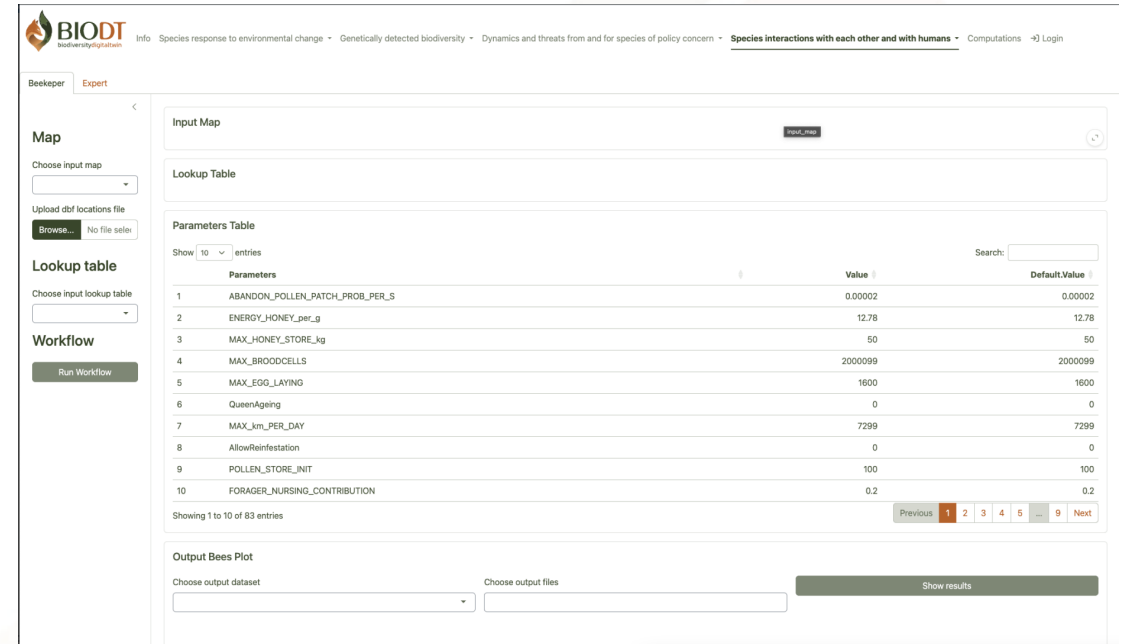 BIODT
biodiversitydigitaltwin
Info Species response to environmental change Genetically detected biodiversity Dynamics and threats from and for species of policy concern Species interactions with each other and with humans Computations Login
Beekeper Expert
Map
Choose input map
Upload dbf locations file
Browse... No file selec
Lookup table
Choose input lookup table
Workflow
Run Workflow
Input Map
input_map
Lookup Table
Parameters Table
Show 10 entries Search:
Parameters Value Default.Value
1 ABANDON_POLLEN_PATCH_PROB_PER_S 0.00002 0.00002
2 ENERGY_HONEY_per_g 12.78 12.78
3 MAX_HONEY_STORE_kg 50 50
4 MAX_BROODCELLS 2000099 2000099
5 MAX_EGG_LAYING 1600 1600
6 QueenAgeing 0 0
7 MAX_km_PER_DAY 7299 7299
8 AllowReinfestation 0 0
9 POLLEN_STORE_INIT 100 100
10 FORAGER_NURSING_CONTRIBUTION 0.2 0.2
Showing 1 to 10 of 83 entries Previous 1 2 3 4 5 ... 9 Next
Output Bees Plot
Choose output dataset Choose output files Show results